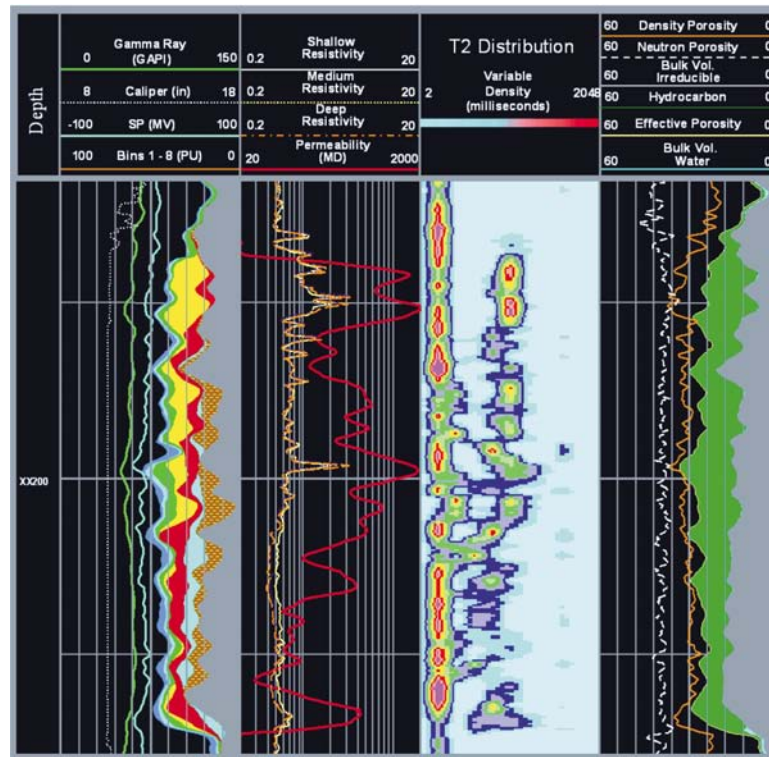 Depth
Gamma Ray
0 (GAPI) 150
8 Caliper (in) 18
-100 SP (MV) 100
100 Bins 1 - 8 (PU) 0
Shallow
0.2 Resistivity 20
Medium
0.2 Resistivity 20
Deep
0.2 Resistivity 20
Permeability
20 (MD) 2000
T2 Distribution
Variable
2 Density 2048
(milliseconds)
60 Density Porosity 0
60 Neutron Porosity 0
Bulk Vol.
60 Irreducible 0
60 Hydrocarbon 0
60 Effective Porosity 0
Bulk Vol.
60 Water 0
XX200